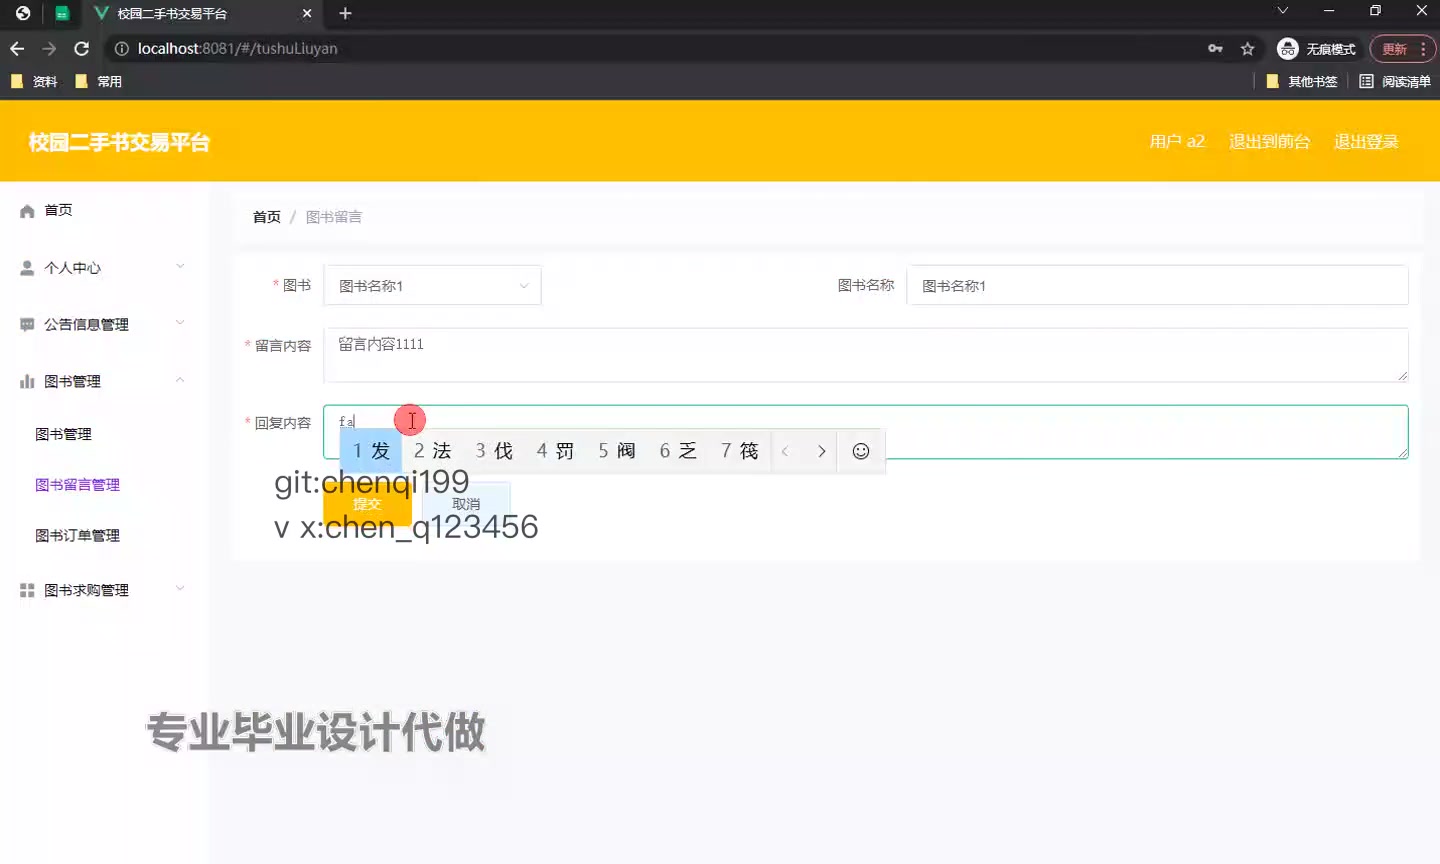 校园二手书交易平台
localhost:8081/#/tushuLiuyan
无痕模式
更新
资料
常用
其他书签
阅读清单
校园二手书交易平台
用户 a2
退出到前台
退出登录
首页
个人中心
公告信息管理
图书管理
图书管理
图书留言管理
图书订单管理
图书求购管理
首页 / 图书留言
* 图书
图书名称1
图书名称
图书名称1
* 留言内容
留言内容1111
* 回复内容
fa
1 发 2 法 3 伐 4 罚 5 阀 6 乏 7 筏
提交
取消
git:chenqi199
v x:chen_q123456
专业毕业设计代做